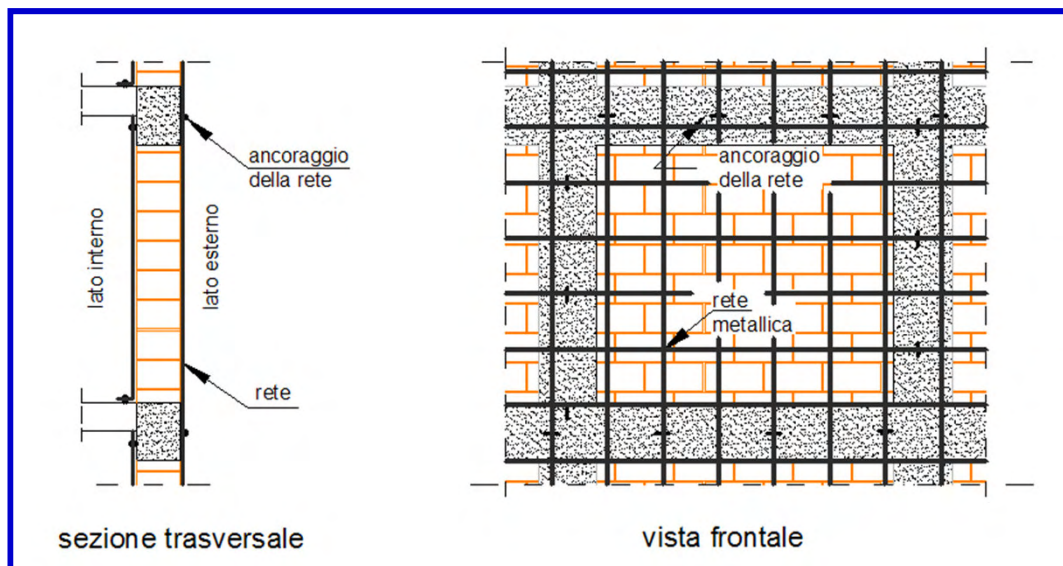 ancoraggio
della rete
lato interno
lato esterno
rete
sezione trasversale
ancoraggio
della rete
rete
metallica
vista frontale